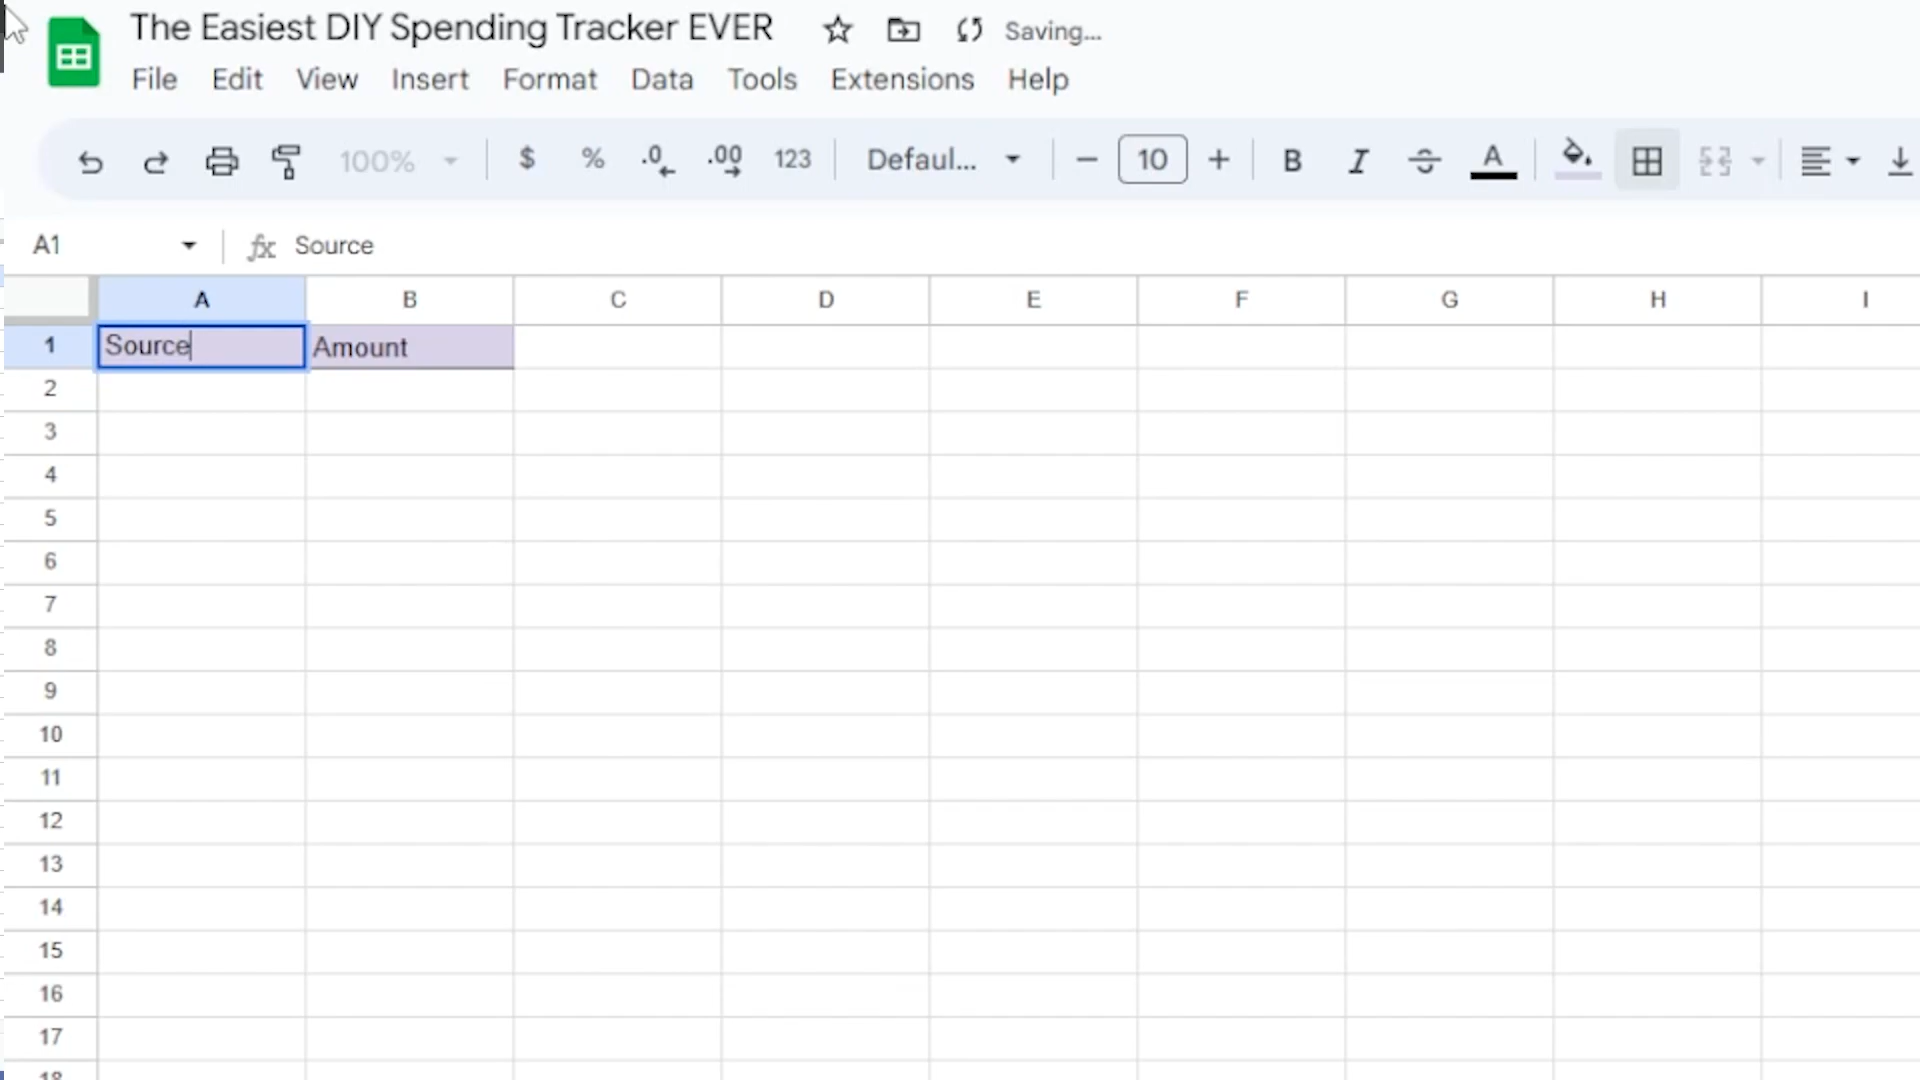 The Easiest DIY Spending Tracker EVER Saving...
File Edit View Insert Format Data Tools Extensions Help
100% $ % .0 .00 123 Defaul... 10 B I S A
A1 fx Source
A B C D E F G H I
1 Source Amount
2
3
4
5
6
7
8
9
10
11
12
13
14
15
16
17
18